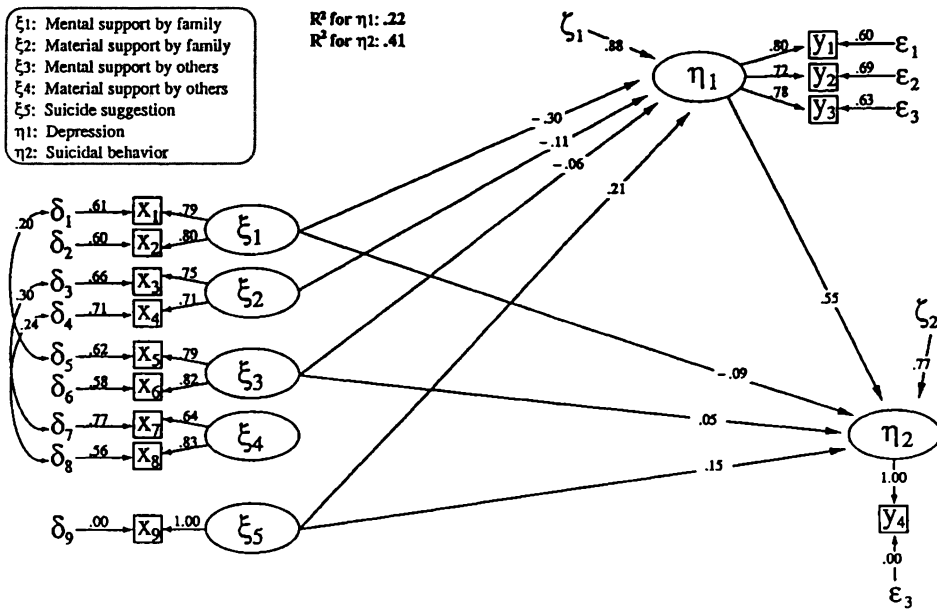 ξ1: Mental support by family
ξ2: Material support by family
ξ3: Mental support by others
ξ4: Material support by others
ξ5: Suicide suggestion
η1: Depression
η2: Suicidal behavior
R² for η1: .22
R² for η2: .41
ζ1
.88
η1
.80 y1 .60 ε1
.72 y2 .69 ε2
.78 y3 .63 ε3
-.30
-.11
-.06
.21
δ1 .61 x1 .79
.20
δ2 .60 x2 .80
ξ1
δ3 .66 x3 .75
.30
δ4 .71 x4 .71
.24
ξ2
δ5 .62 x5 .79
δ6 .58 x6 .82
ξ3
δ7 .77 x7 .64
δ8 .56 x8 .83
ξ4
δ9 .00 x9 1.00 ξ5
.55
ζ2
.77
-.09
.05
.15
η2
1.00
y4
.00
ε3